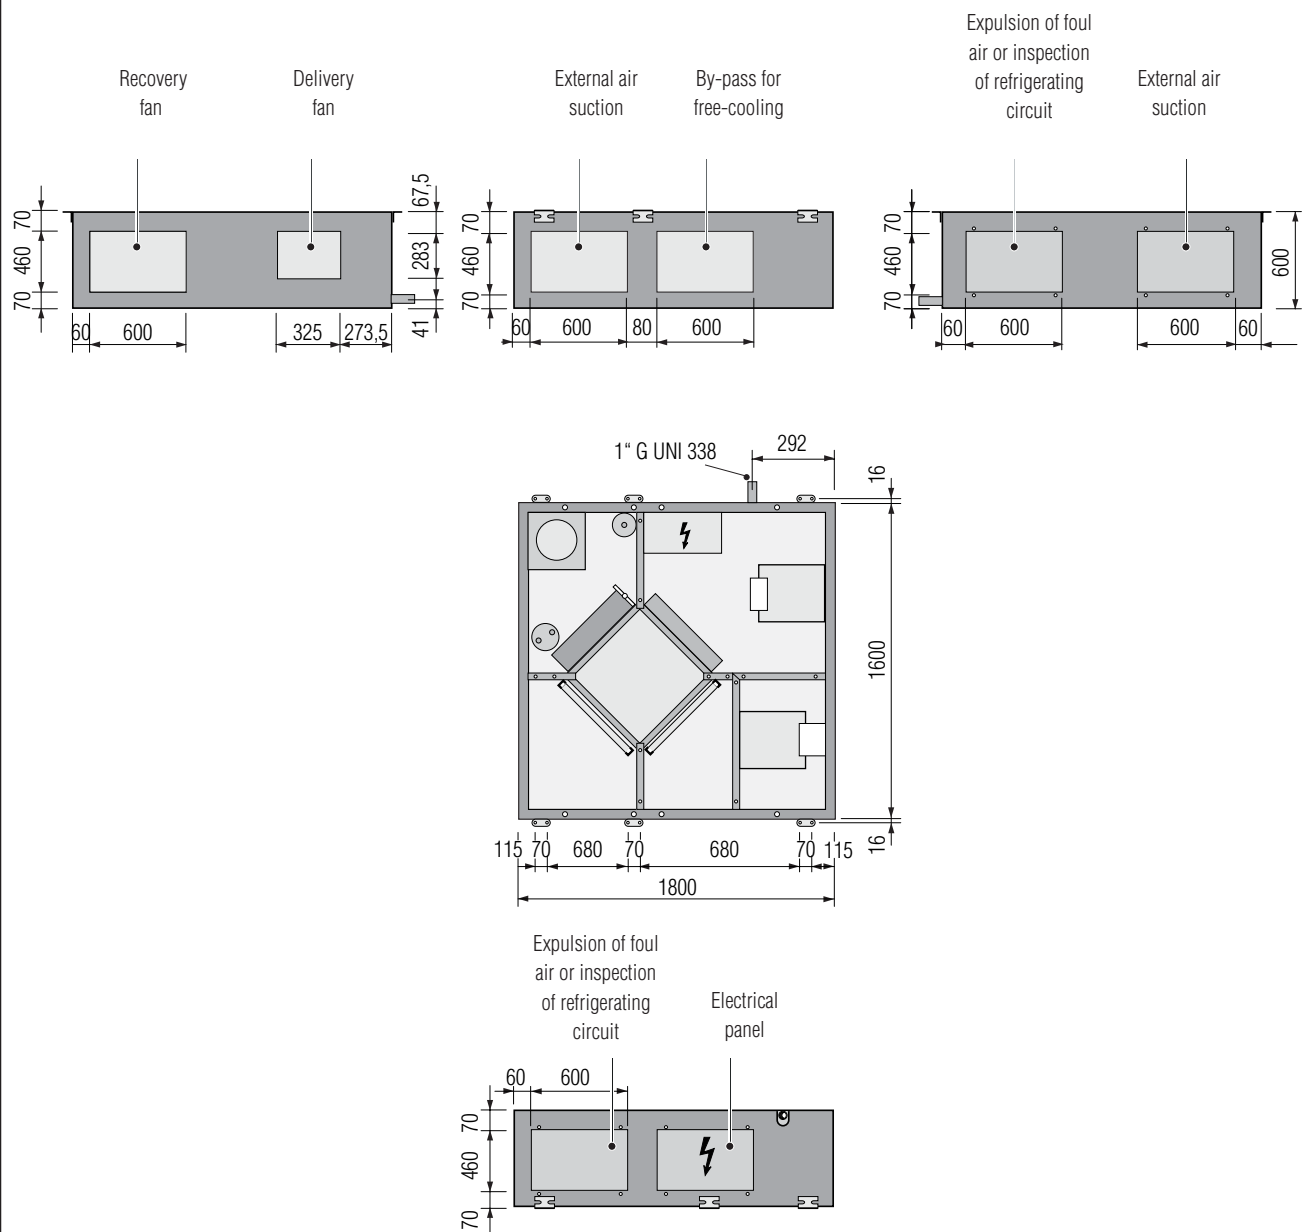 Recovery
fan
Delivery
fan
External air
suction
By-pass for
free-cooling
Expulsion of foul
air or inspection
of refrigerating
circuit
External air
suction
70
460
70
60
600
325
273,5
67,5
283
41
70
460
70
60
600
80
600
70
460
70
60
600
600
60
600
1“ G UNI 338
292
16
1600
16
115
70
680
70
680
70
115
1800
Expulsion of foul
air or inspection
of refrigerating
circuit
Electrical
panel
60
600
70
460
70